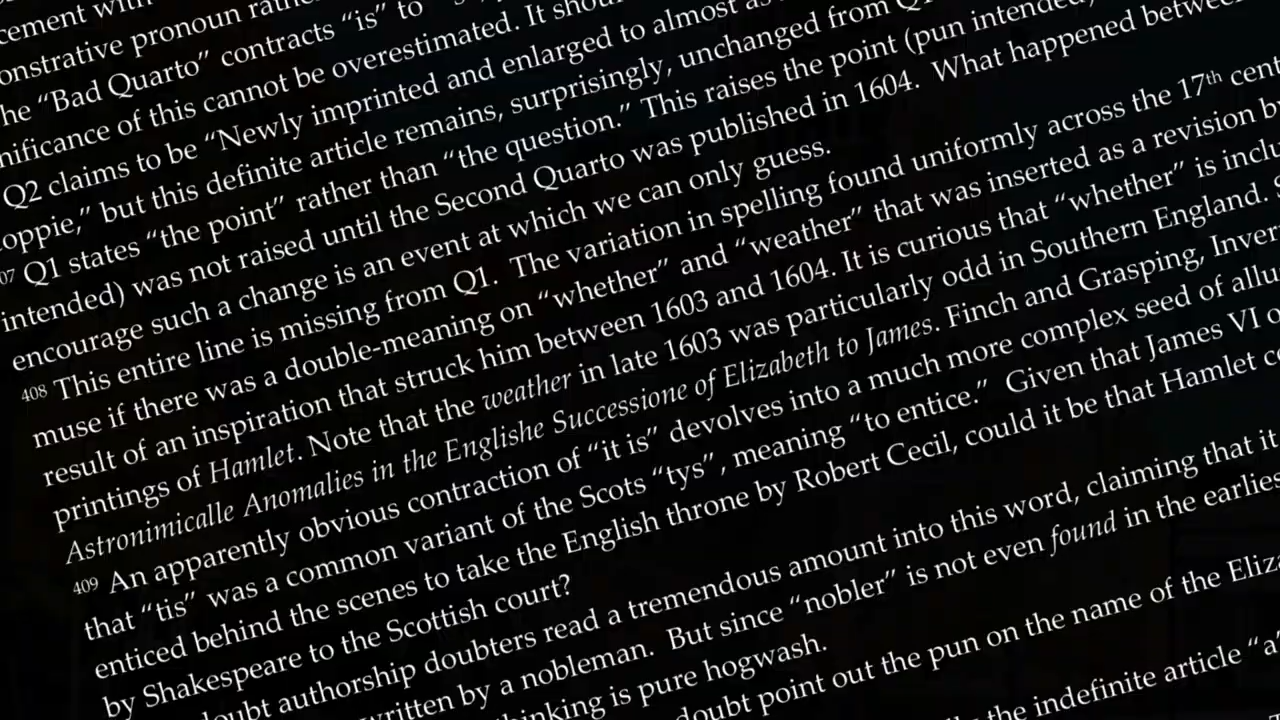 cement with
onstrative pronoun
he “Bad Quarto” contracts “is” to
nificance of this cannot be overestimated. It
Q2 claims to be “Newly imprinted and enlarged to almost as
oppie,” but this definite article remains, surprisingly, unchanged from
07 Q1 states “the point” rather than “the question.” This raises the point (pun intended)
intended) was not raised until the Second Quarto was published in 1604. What happened betwee
encourage such a change is an event at which we can only guess.
408 This entire line is missing from Q1. The variation in spelling found uniformly across the 17th cent
muse if there was a double-meaning on “whether” and “weather” that was inserted as a revision b
result of an inspiration that struck him between 1603 and 1604. It is curious that “whether” is inclu
printings of Hamlet. Note that the weather in late 1603 was particularly odd in Southern England.
Astronimicalle Anomalies in the Englishe Successione of Elizabeth to James. Finch and Grasping, Inver
409 An apparently obvious contraction of “it is” devolves into a much more complex seed of allu
that “tis” was a common variant of the Scots “tys”, meaning “to entice.” Given that James VI o
enticed behind the scenes to take the English throne by Robert Cecil, could it be that Hamlet c
by Shakespeare to the Scottish court?
oubt authorship doubters read a tremendous amount into this word, claiming that it
written by a nobleman. But since “nobler” is not even found in the earlies
hinking is pure hogwash.
doubt point out the pun on the name of the Eliza
the indefinite article “a